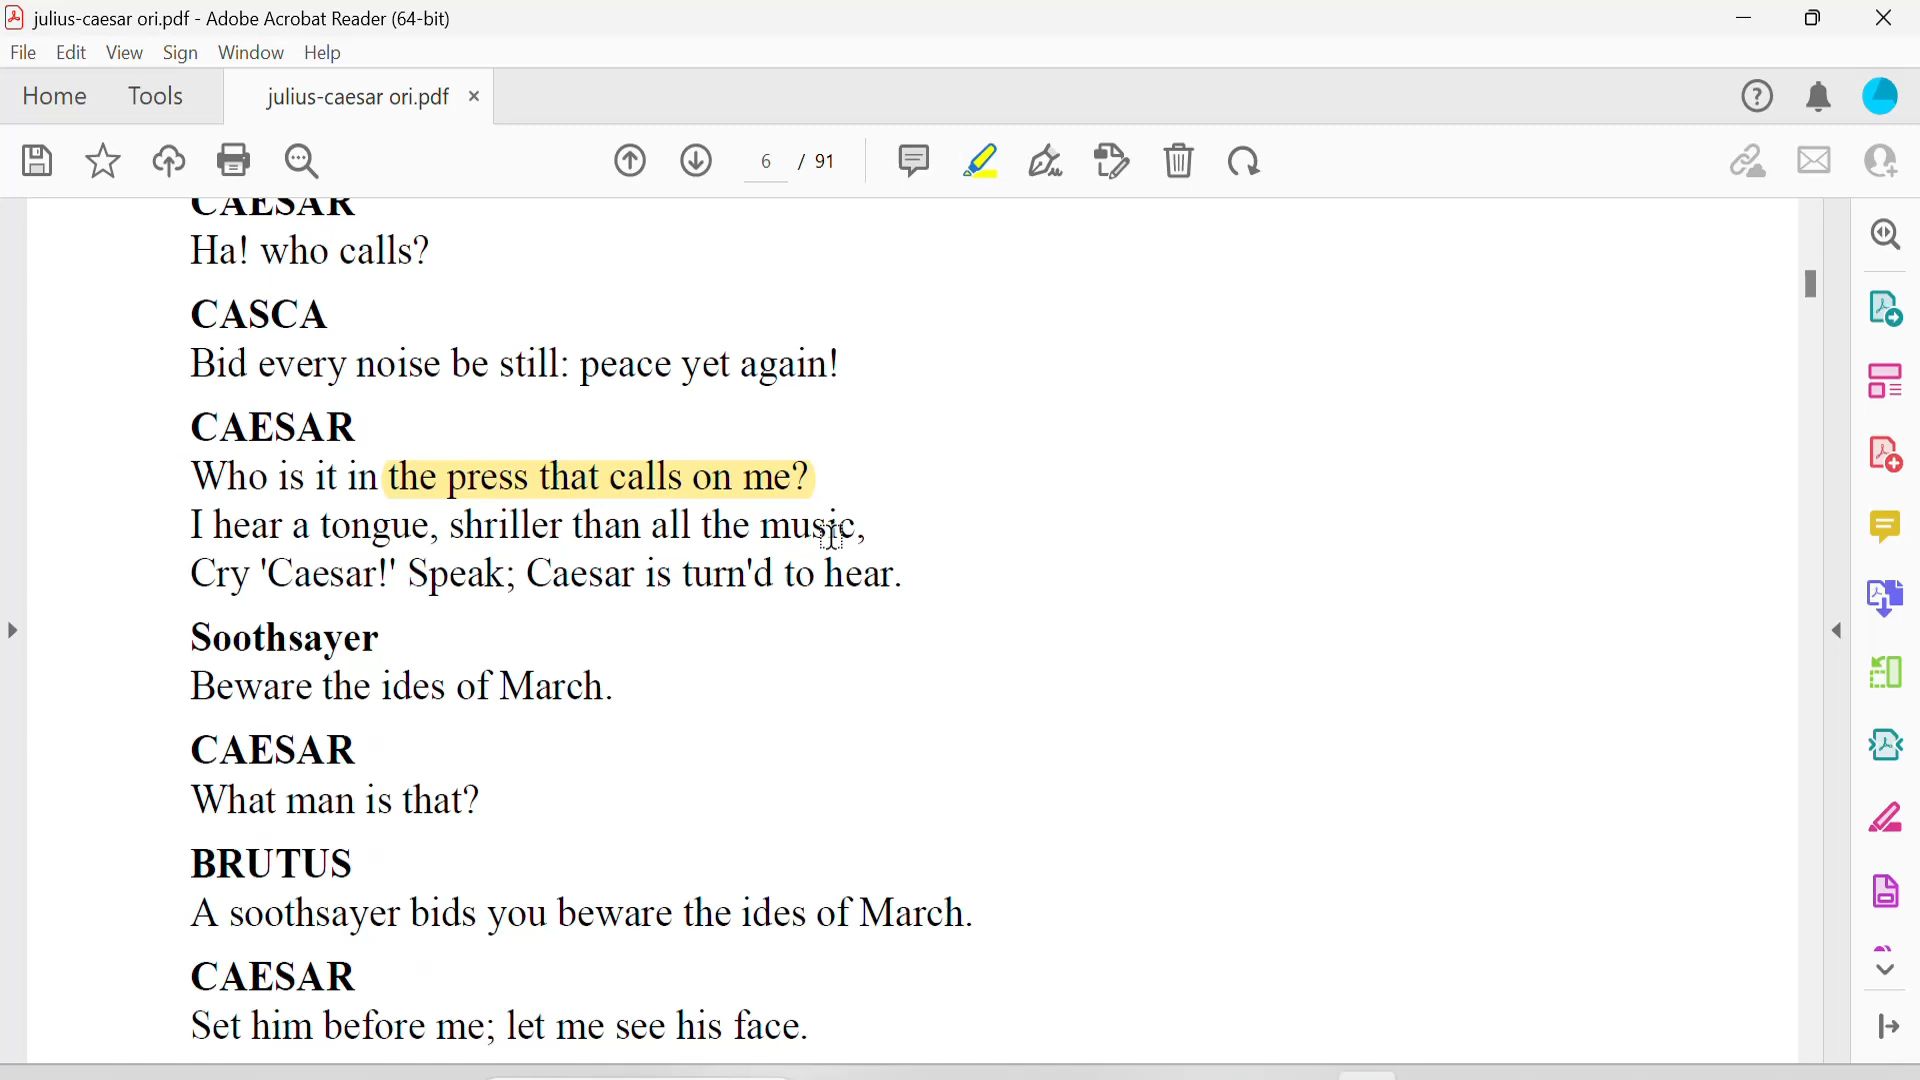 julius-caesar ori.pdf - Adobe Acrobat Reader (64-bit)
File Edit View Sign Window Help
Home Tools julius-caesar ori.pdf
6 / 91
CAESAR
Ha! who calls?
CASCA
Bid every noise be still: peace yet again!
CAESAR
Who is it in the press that calls on me?
I hear a tongue, shriller than all the music,
Cry 'Caesar!' Speak; Caesar is turn'd to hear.
Soothsayer
Beware the ides of March.
CAESAR
What man is that?
BRUTUS
A soothsayer bids you beware the ides of March.
CAESAR
Set him before me; let me see his face.